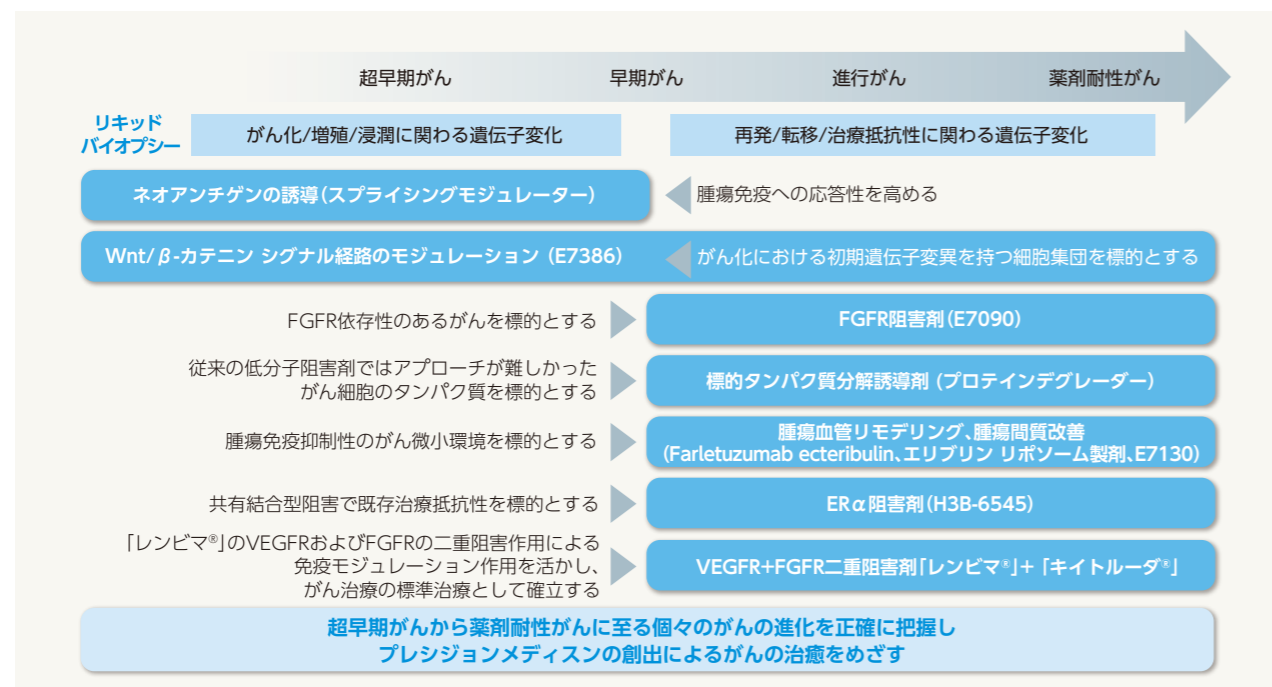 超早期がん 早期がん 進行がん 薬剤耐性がん
リキッド
バイオプシー
がん化/増殖/浸潤に関わる遺伝子変化
再発/転移/治療抵抗性に関わる遺伝子変化
ネオアンチゲンの誘導(スプライシングモジュレーター)
腫瘍免疫への応答性を高める
Wnt/β-カテニン シグナル経路のモジュレーション (E7386)
がん化における初期遺伝子変異を持つ細胞集団を標的とする
FGFR依存性のあるがんを標的とする
FGFR阻害剤(E7090)
従来の低分子阻害剤ではアプローチが難しかった
がん細胞のタンパク質を標的とする
標的タンパク質分解誘導剤 (プロテインデグレーダー)
腫瘍免疫抑制性のがん微小環境を標的とする
腫瘍血管リモデリング、腫瘍間質改善
(Farletuzumab ecteribulin、エリブリン リポソーム製剤、E7130)
共有結合型阻害で既存治療抵抗性を標的とする
ERα阻害剤(H3B-6545)
「レンビマ®」のVEGFRおよびFGFRの二重阻害作用による
免疫モジュレーション作用を活かし、
がん治療の標準治療として確立する
VEGFR+FGFR二重阻害剤「レンビマ®」+「キイトルーダ®」
超早期がんから薬剤耐性がんに至る個々のがんの進化を正確に把握し
プレシジョンメディスンの創出によるがんの治癒をめざす